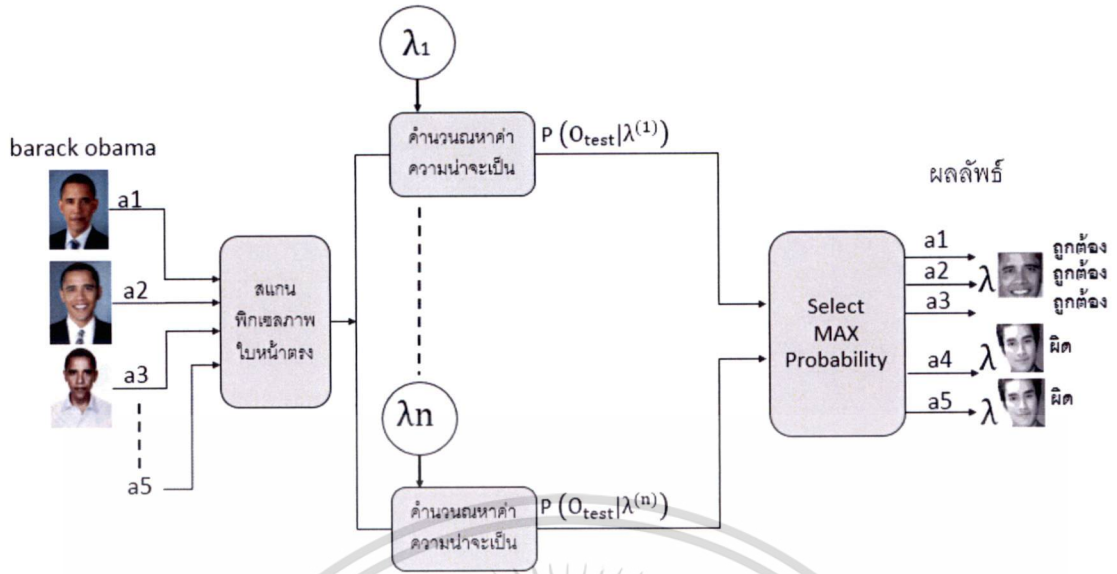 λ1
คำนวนณหาค่า
ความน่าจะเป็น
P (O_test|λ^(1))
barack obama
a1
a2
a3
a5
สแกน
พิกเซลภาพ
ใบหน้าตรง
λn
คำนวนณหาค่า
ความน่าจะเป็น
P (O_test|λ^(n))
Select
MAX
Probability
ผลลัพธ์
a1 ถูกต้อง
a2 λ ถูกต้อง
a3 ถูกต้อง
a4 λ ผิด
a5 λ ผิด